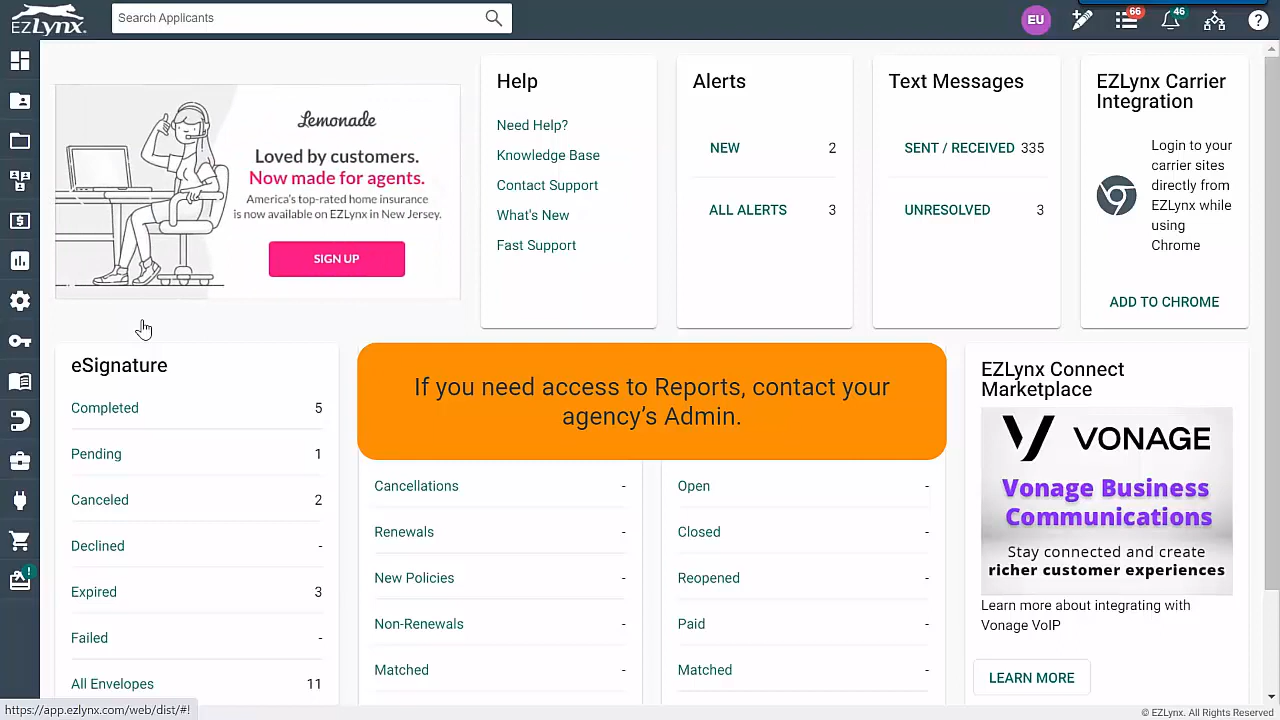 EZLYNX
Search Applicants
EU
66
46
?
Lemonade
Loved by customers.
Now made for agents.
America's top-rated home insurance
is now available on EZLynx in New Jersey.
SIGN UP
Help
Need Help?
Knowledge Base
Contact Support
What's New
Fast Support
Alerts
NEW 2
ALL ALERTS 3
Text Messages
SENT / RECEIVED 335
UNRESOLVED 3
EZLynx Carrier
Integration
Login to your
carrier sites
directly from
EZLynx while
using
Chrome
ADD TO CHROME
eSignature
Completed 5
Pending 1
Canceled 2
Declined -
Expired 3
Failed -
All Envelopes 11
If you need access to Reports, contact your
agency’s Admin.
Cancellations -
Renewals -
New Policies -
Non-Renewals -
Matched -
Open -
Closed -
Reopened -
Paid -
Matched -
EZLynx Connect
Marketplace
VONAGE
Vonage Business
Communications
Stay connected and create
richer customer experiences
Learn more about integrating with
Vonage VoIP
LEARN MORE
https://app.ezlynx.com/web/dist/#!
© EZLynx. All Rights Reserved